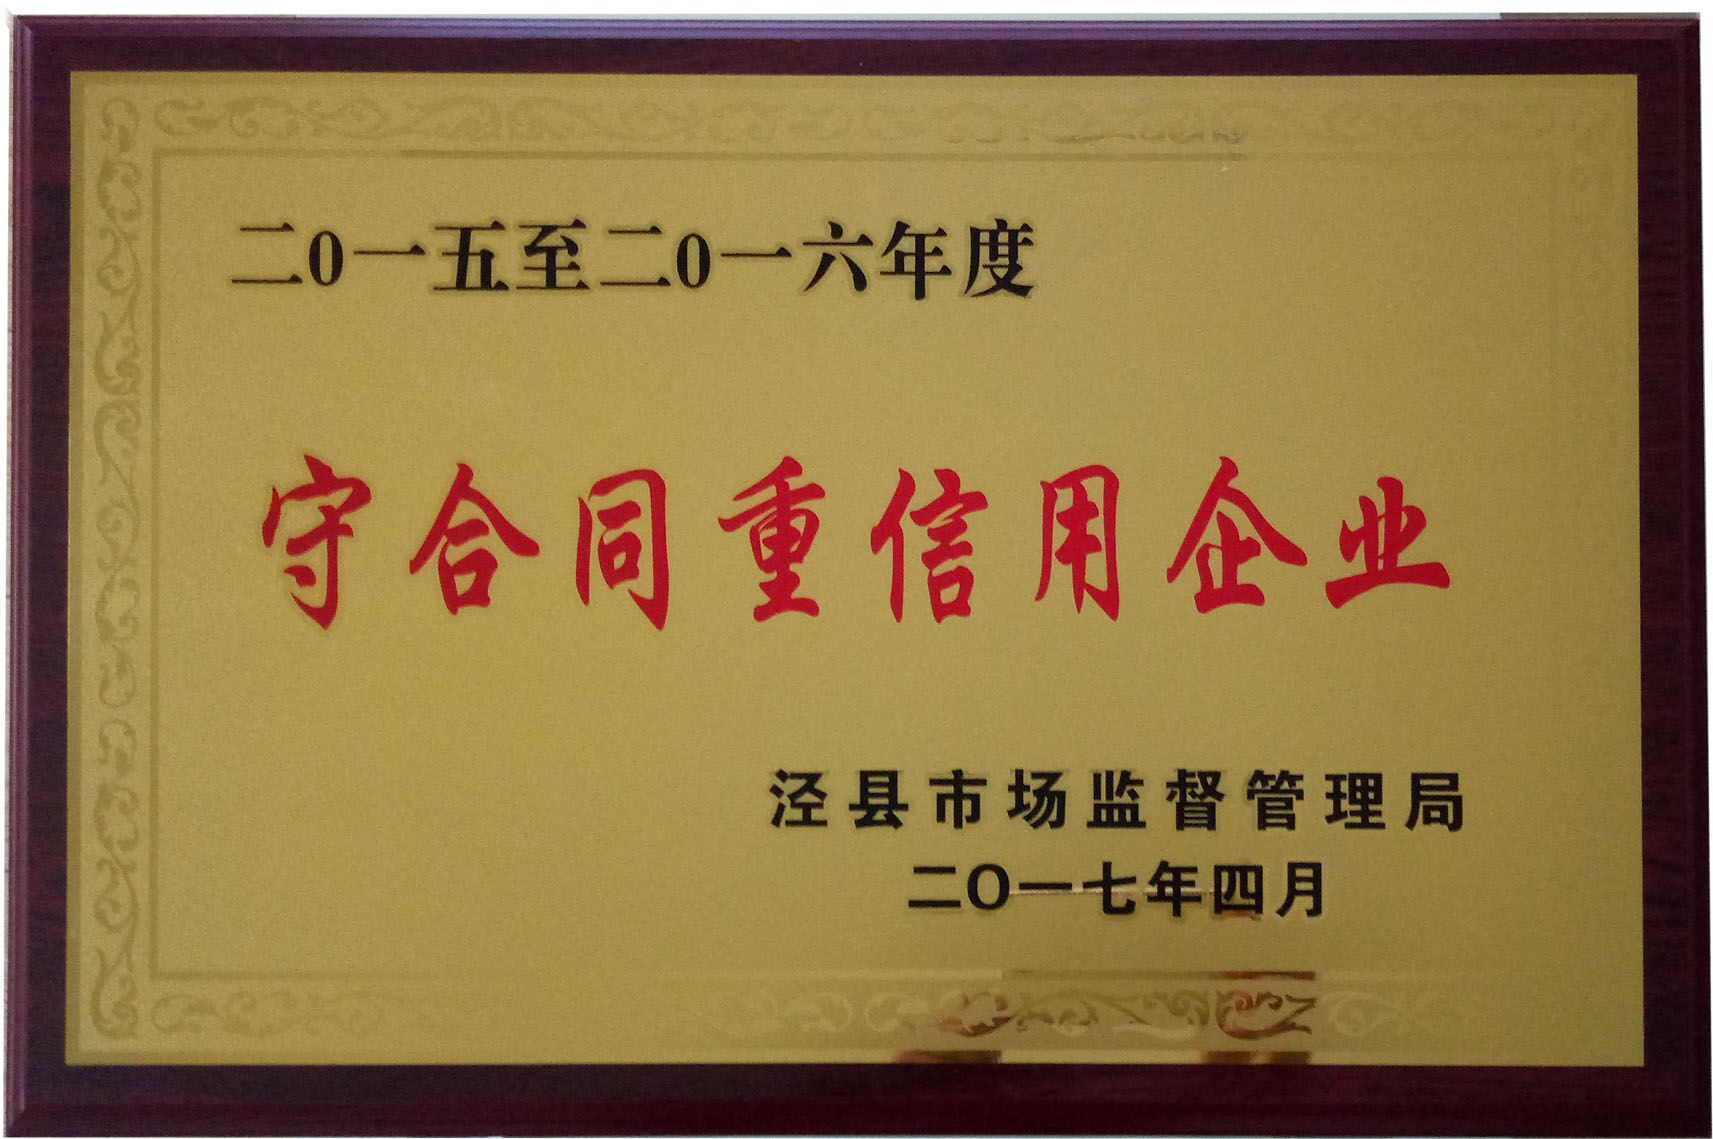 二0一五至二0一六年度
守合同重信用企业
泾县市场监督管理局
二O一七年四月